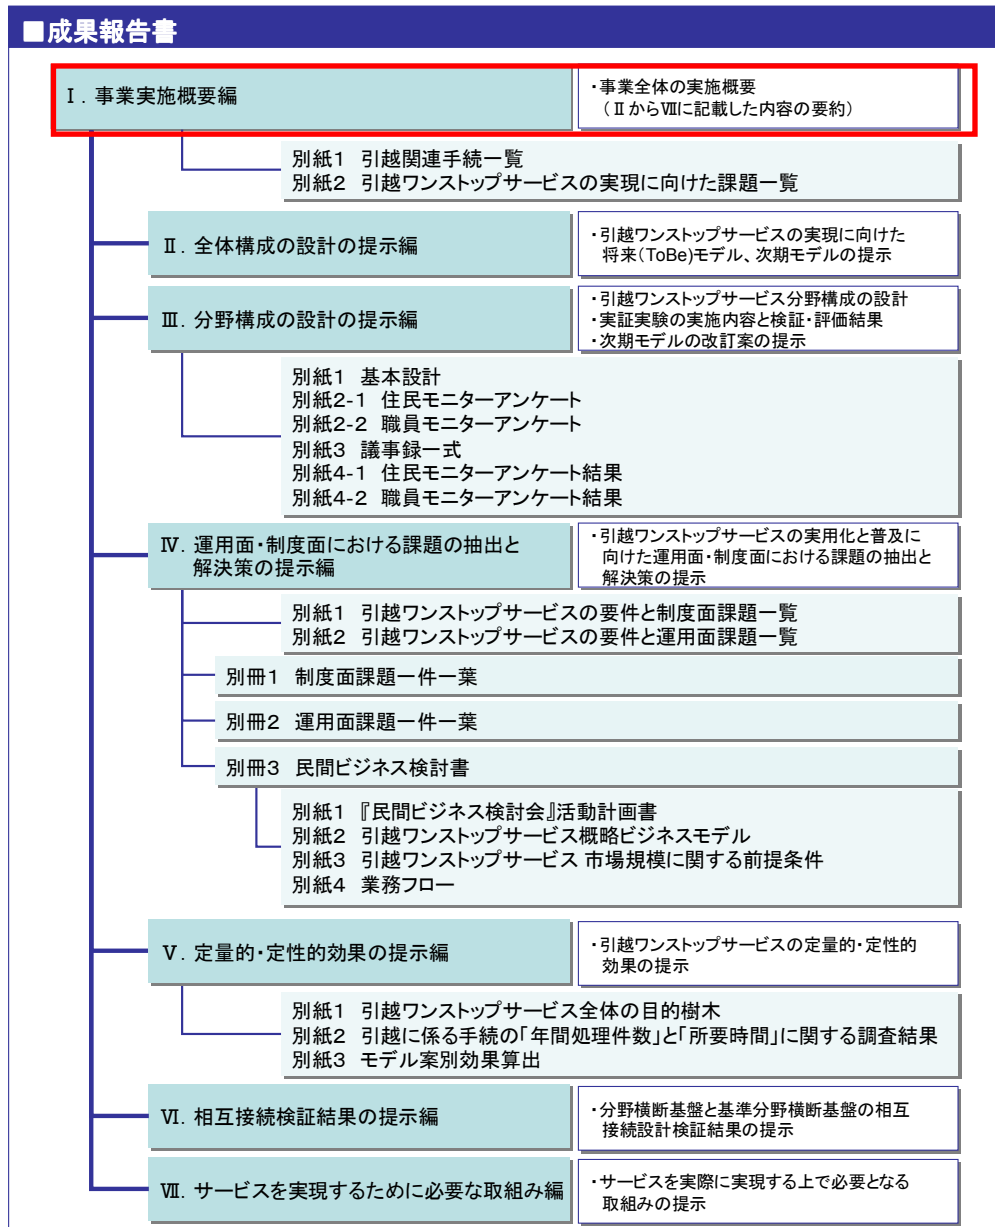 ■成果報告書
Ⅰ. 事業実施概要編
・事業全体の実施概要
（ⅡからⅦに記載した内容の要約）
別紙1　引越関連手続一覧
別紙2　引越ワンストップサービスの実現に向けた課題一覧
Ⅱ. 全体構成の設計の提示編
・引越ワンストップサービスの実現に向けた
将来(ToBe)モデル、次期モデルの提示
Ⅲ. 分野構成の設計の提示編
・引越ワンストップサービス分野構成の設計
・実証実験の実施内容と検証・評価結果
・次期モデルの改訂案の提示
別紙1　基本設計
別紙2-1　住民モニターアンケート
別紙2-2　職員モニターアンケート
別紙3　議事録一式
別紙4-1　住民モニターアンケート結果
別紙4-2　職員モニターアンケート結果
Ⅳ. 運用面・制度面における課題の抽出と
解決策の提示編
・引越ワンストップサービスの実用化と普及に
向けた運用面・制度面における課題の抽出と
解決策の提示
別紙1　引越ワンストップサービスの要件と制度面課題一覧
別紙2　引越ワンストップサービスの要件と運用面課題一覧
別冊1　制度面課題一件一葉
別冊2　運用面課題一件一葉
別冊3　民間ビジネス検討書
別紙1　『民間ビジネス検討会』活動計画書
別紙2　引越ワンストップサービス概略ビジネスモデル
別紙3　引越ワンストップサービス 市場規模に関する前提条件
別紙4　業務フロー
Ⅴ. 定量的・定性的効果の提示編
・引越ワンストップサービスの定量的・定性的
効果の提示
別紙1　引越ワンストップサービス全体の目的樹木
別紙2　引越に係る手続の「年間処理件数」と「所要時間」に関する調査結果
別紙3　モデル案別効果算出
Ⅵ. 相互接続検証結果の提示編
・分野横断基盤と基準分野横断基盤の相互
接続設計検証結果の提示
Ⅶ. サービスを実現するために必要な取組み編
・サービスを実際に実現する上で必要となる
取組みの提示